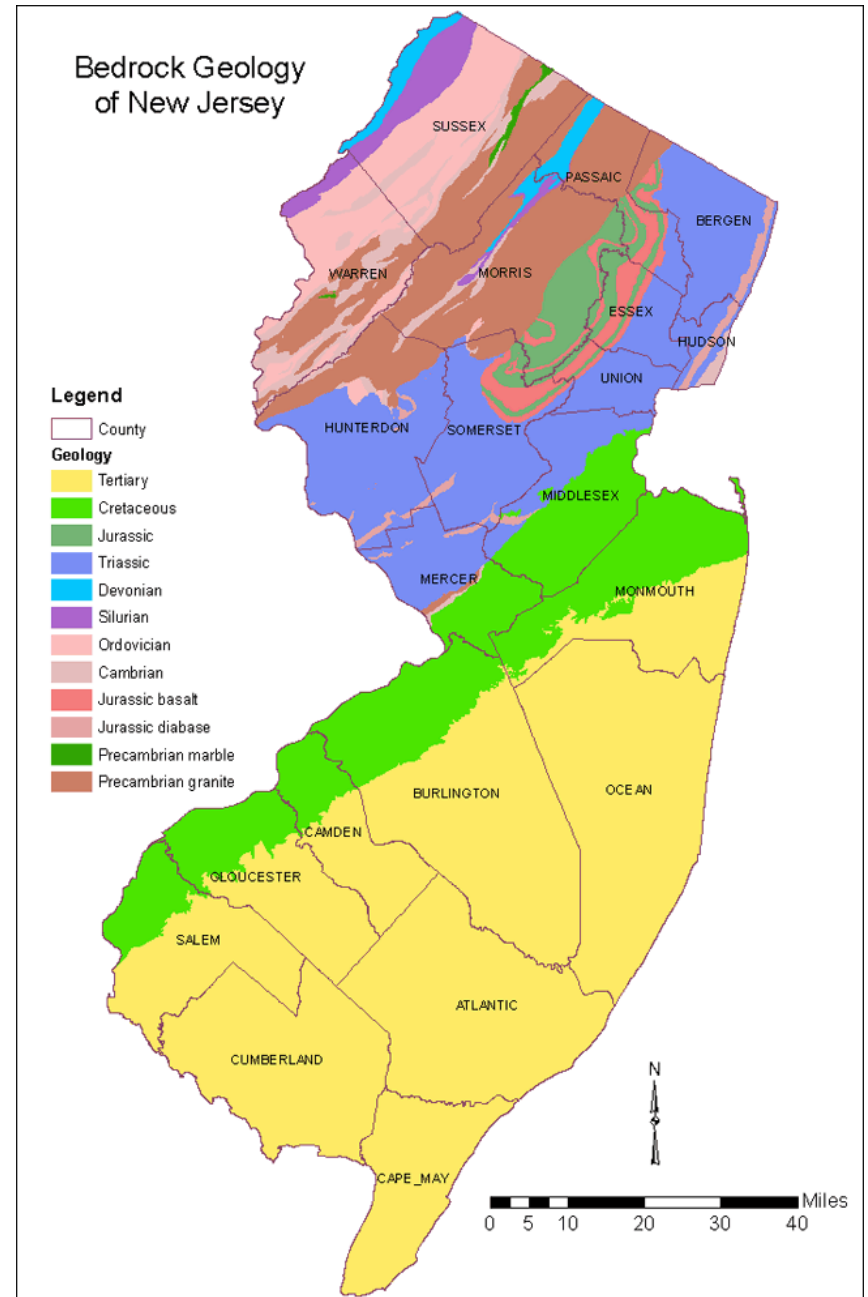 Bedrock Geology
of New Jersey
SUSSEX
PASSAIC
BERGEN
WARREN
MORRIS
ESSEX
HUDSON
UNION
HUNTERDON
SOMERSET
MIDDLESEX
MERCER
MONMOUTH
Legend
County
Geology
Tertiary
Cretaceous
Jurassic
Triassic
Devonian
Silurian
Ordovician
Cambrian
Jurassic basalt
Jurassic diabase
Precambrian marble
Precambrian granite
BURLINGTON
OCEAN
CAMDEN
GLOUCESTER
SALEM
ATLANTIC
CUMBERLAND
CAPE_MAY
N
Miles
0 5 10 20 30 40